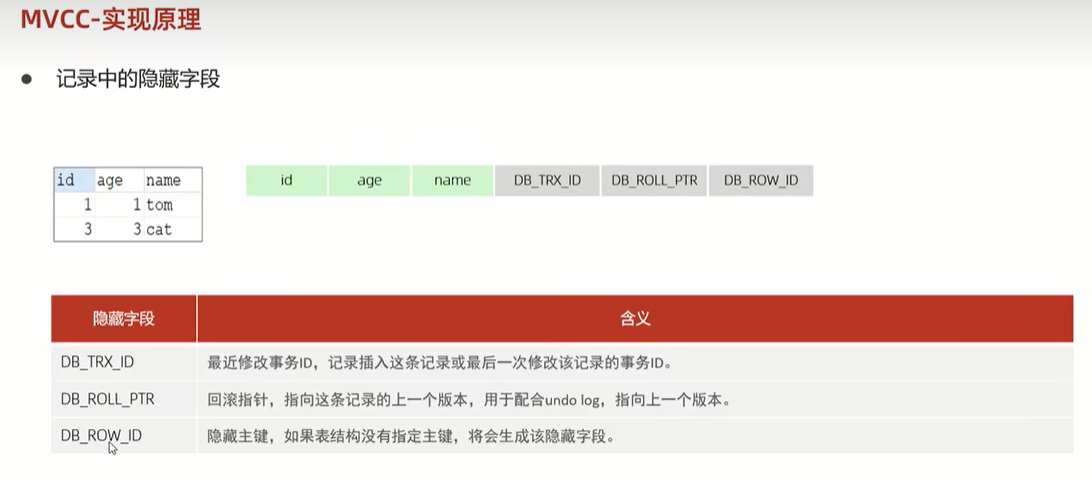 MVCC-实现原理
● 记录中的隐藏字段
id age name
1 1 tom
3 3 cat
id age name DB_TRX_ID DB_ROLL_PTR DB_ROW_ID
隐藏字段 含义
DB_TRX_ID 最近修改事务ID，记录插入这条记录或最后一次修改该记录的事务ID。
DB_ROLL_PTR 回滚指针，指向这条记录的上一个版本，用于配合undo log，指向上一个版本。
DB_ROW_ID 隐藏主键，如果表结构没有指定主键，将会生成该隐藏字段。